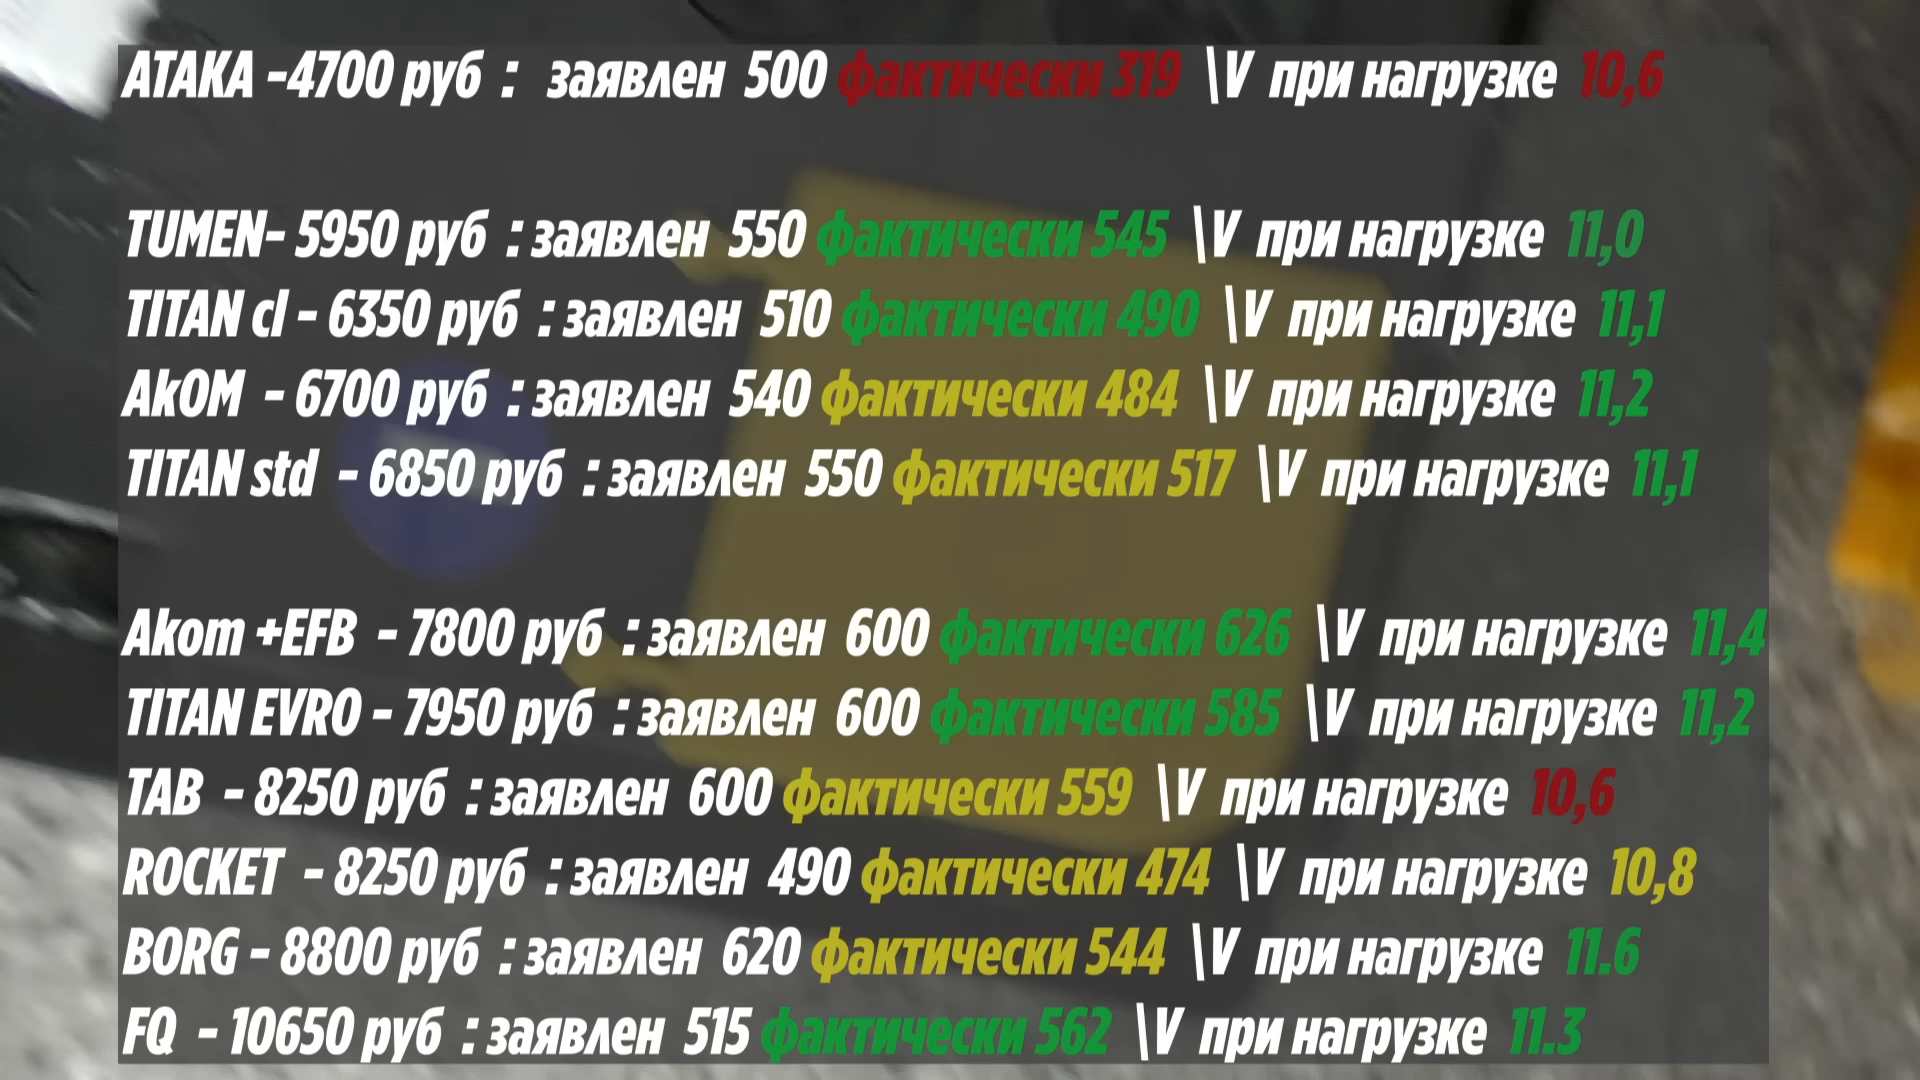 ATAKA -4700 руб : заявлен 500 фактически 319 \V при нагрузке 10,6
TUMEN- 5950 руб : заявлен 550 фактически 545 \V при нагрузке 11,0
TITAN cl - 6350 руб : заявлен 510 фактически 490 \V при нагрузке 11,1
AkOM - 6700 руб : заявлен 540 фактически 484 \V при нагрузке 11,2
TITAN std - 6850 руб : заявлен 550 фактически 517 \V при нагрузке 11,1
Akom +EFB - 7800 руб : заявлен 600 фактически 626 \V при нагрузке 11,4
TITAN EVRO - 7950 руб : заявлен 600 фактически 585 \V при нагрузке 11,2
TAB - 8250 руб : заявлен 600 фактически 559 \V при нагрузке 10,6
ROCKET - 8250 руб : заявлен 490 фактически 474 \V при нагрузке 10,8
BORG - 8800 руб : заявлен 620 фактически 544 \V при нагрузке 11.6
FQ - 10650 руб : заявлен 515 фактически 562 \V при нагрузке 11.3